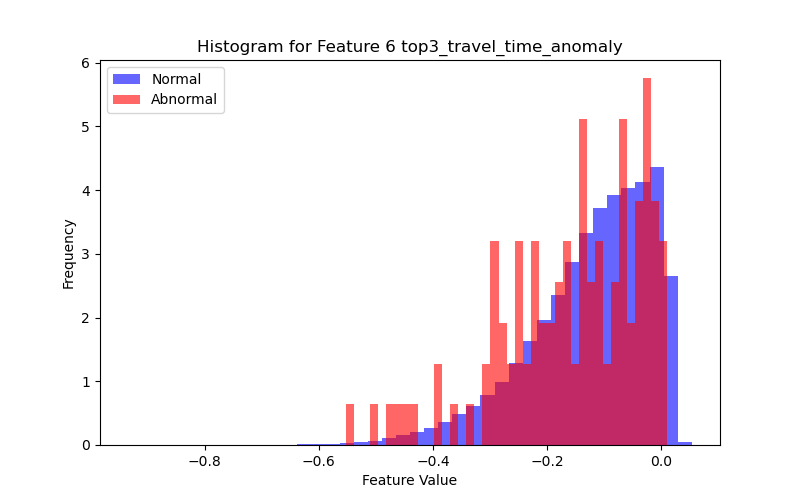 Histogram for Feature 6 top3_travel_time_anomaly
Normal
Abnormal
Frequency
6
5
4
3
2
1
0
−0.8
−0.6
−0.4
−0.2
0.0
Feature Value